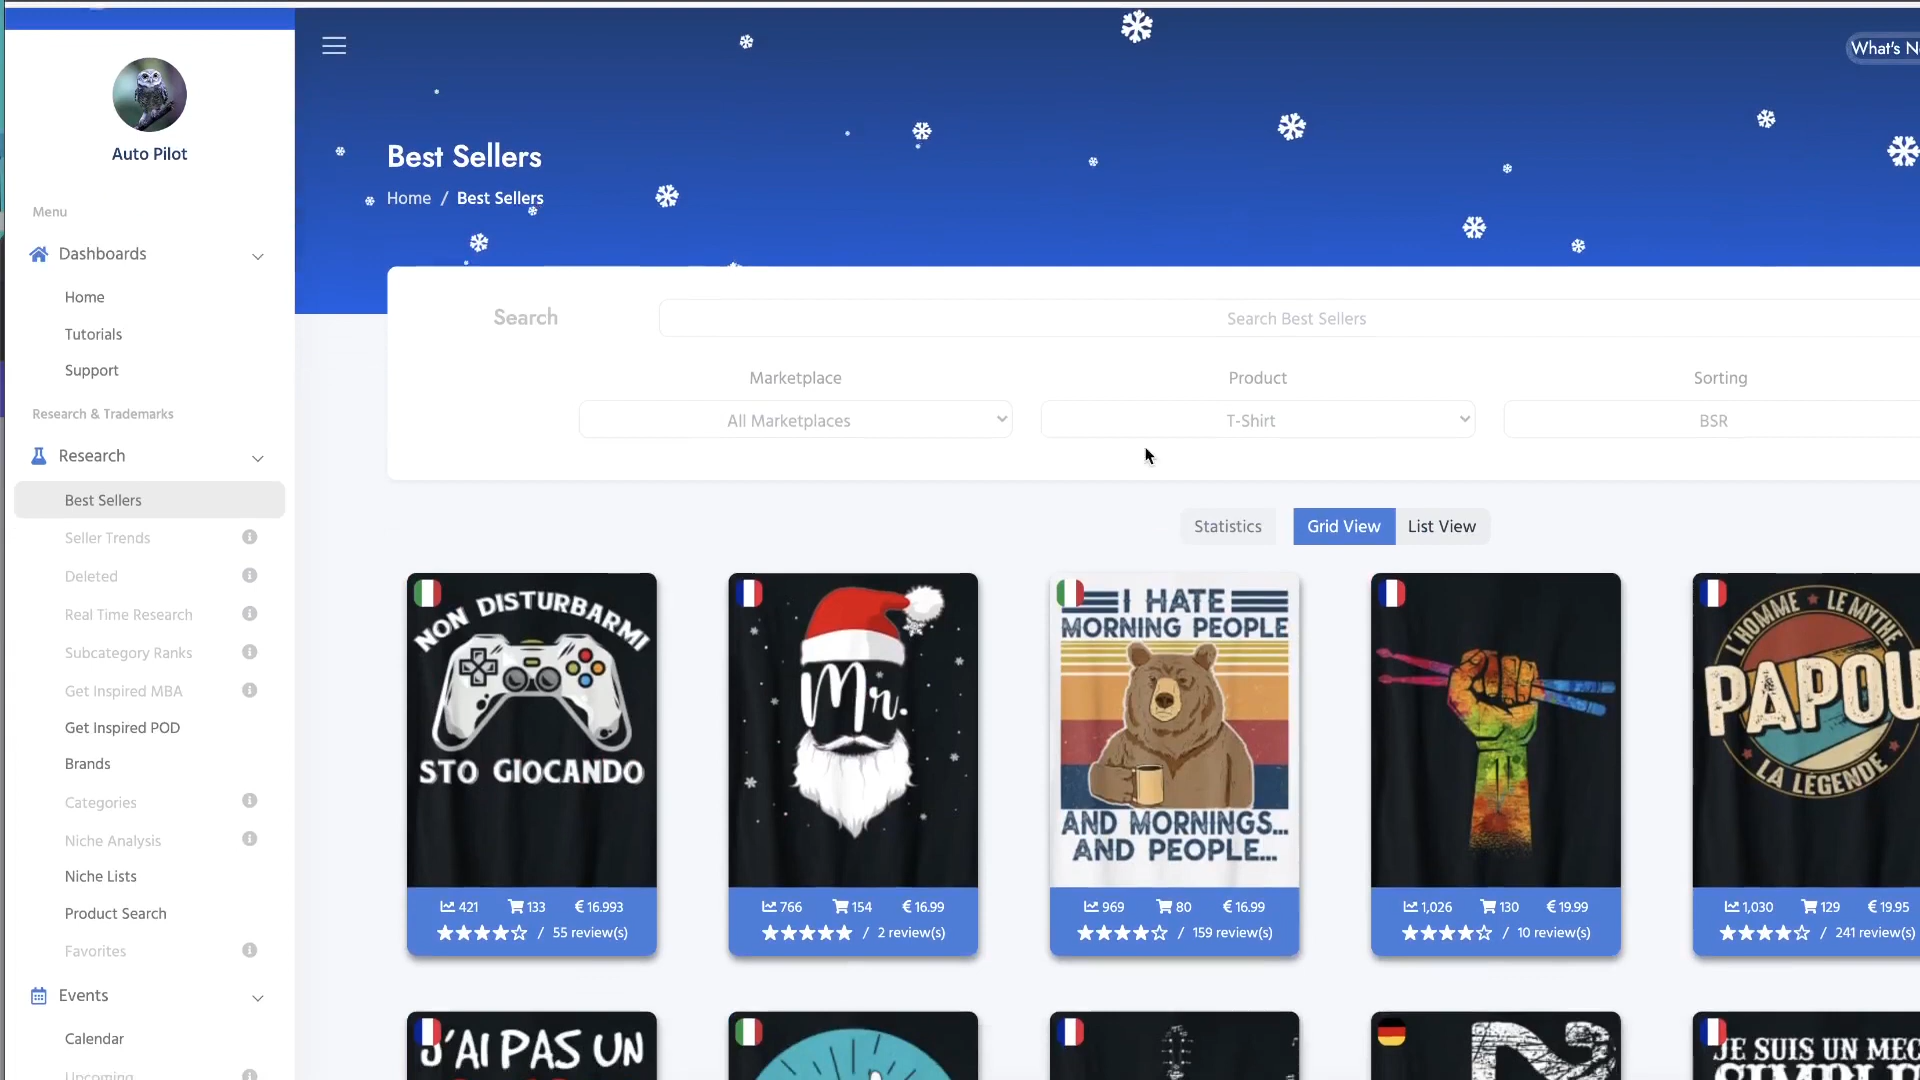 What's N
Auto Pilot
Menu
Dashboards
Home
Tutorials
Support
Research & Trademarks
Research
Best Sellers
Seller Trends
Deleted
Real Time Research
Subcategory Ranks
Get Inspired MBA
Get Inspired POD
Brands
Categories
Niche Analysis
Niche Lists
Product Search
Favorites
Events
Calendar
Upcoming
Best Sellers
Home / Best Sellers
Search
Search Best Sellers
Marketplace
Product
Sorting
All Marketplaces
T-Shirt
BSR
Statistics
Grid View
List View
NON DISTURBARMI
STO GIOCANDO
421 133 € 16.993
/ 55 review(s)
Mr.
766 154 € 16.99
/ 2 review(s)
I HATE
MORNING PEOPLE
AND MORNINGS...
AND PEOPLE...
969 80 € 16.99
/ 159 review(s)
1,026 130 € 19.99
/ 10 review(s)
L'HOMME ★ LE MYTHE
PAPOU
LA LÉGENDE
1,030 129 € 19.95
/ 241 review(s)
J'AI PAS UN
JE SUIS UN MEC